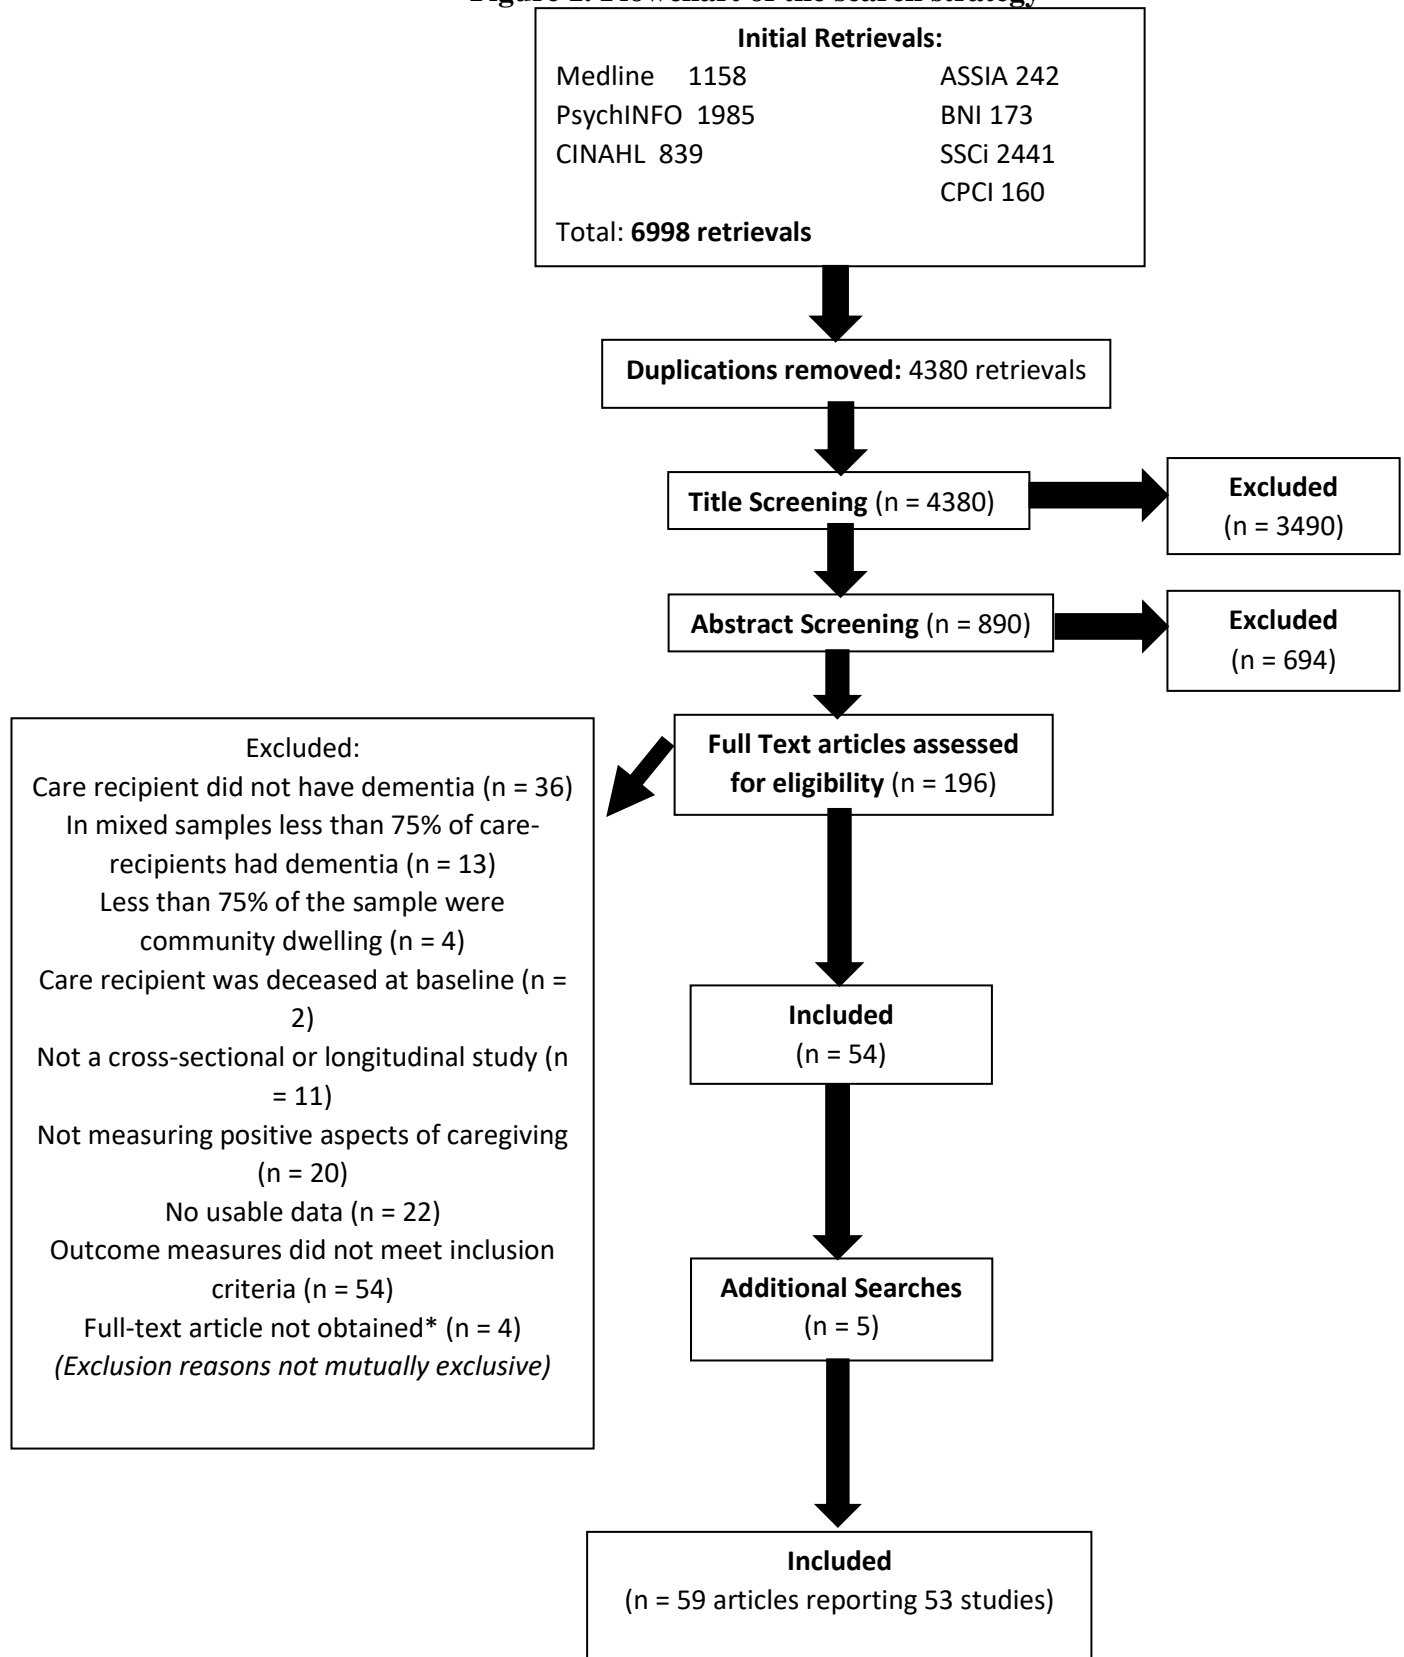 Initial Retrievals:
Medline 1158 ASSIA 242
PsychINFO 1985 BNI 173
CINAHL 839 SSCi 2441
CPCI 160
Total: 6998 retrievals
Duplications removed: 4380 retrievals
Title Screening (n = 4380)
Excluded
(n = 3490)
Abstract Screening (n = 890)
Excluded
(n = 694)
Full Text articles assessed
for eligibility (n = 196)
Excluded:
Care recipient did not have dementia (n = 36)
In mixed samples less than 75% of care-
recipients had dementia (n = 13)
Less than 75% of the sample were
community dwelling (n = 4)
Care recipient was deceased at baseline (n =
2)
Not a cross-sectional or longitudinal study (n
= 11)
Not measuring positive aspects of caregiving
(n = 20)
No usable data (n = 22)
Outcome measures did not meet inclusion
criteria (n = 54)
Full-text article not obtained* (n = 4)
(Exclusion reasons not mutually exclusive)
Included
(n = 54)
Additional Searches
(n = 5)
Included
(n = 59 articles reporting 53 studies)